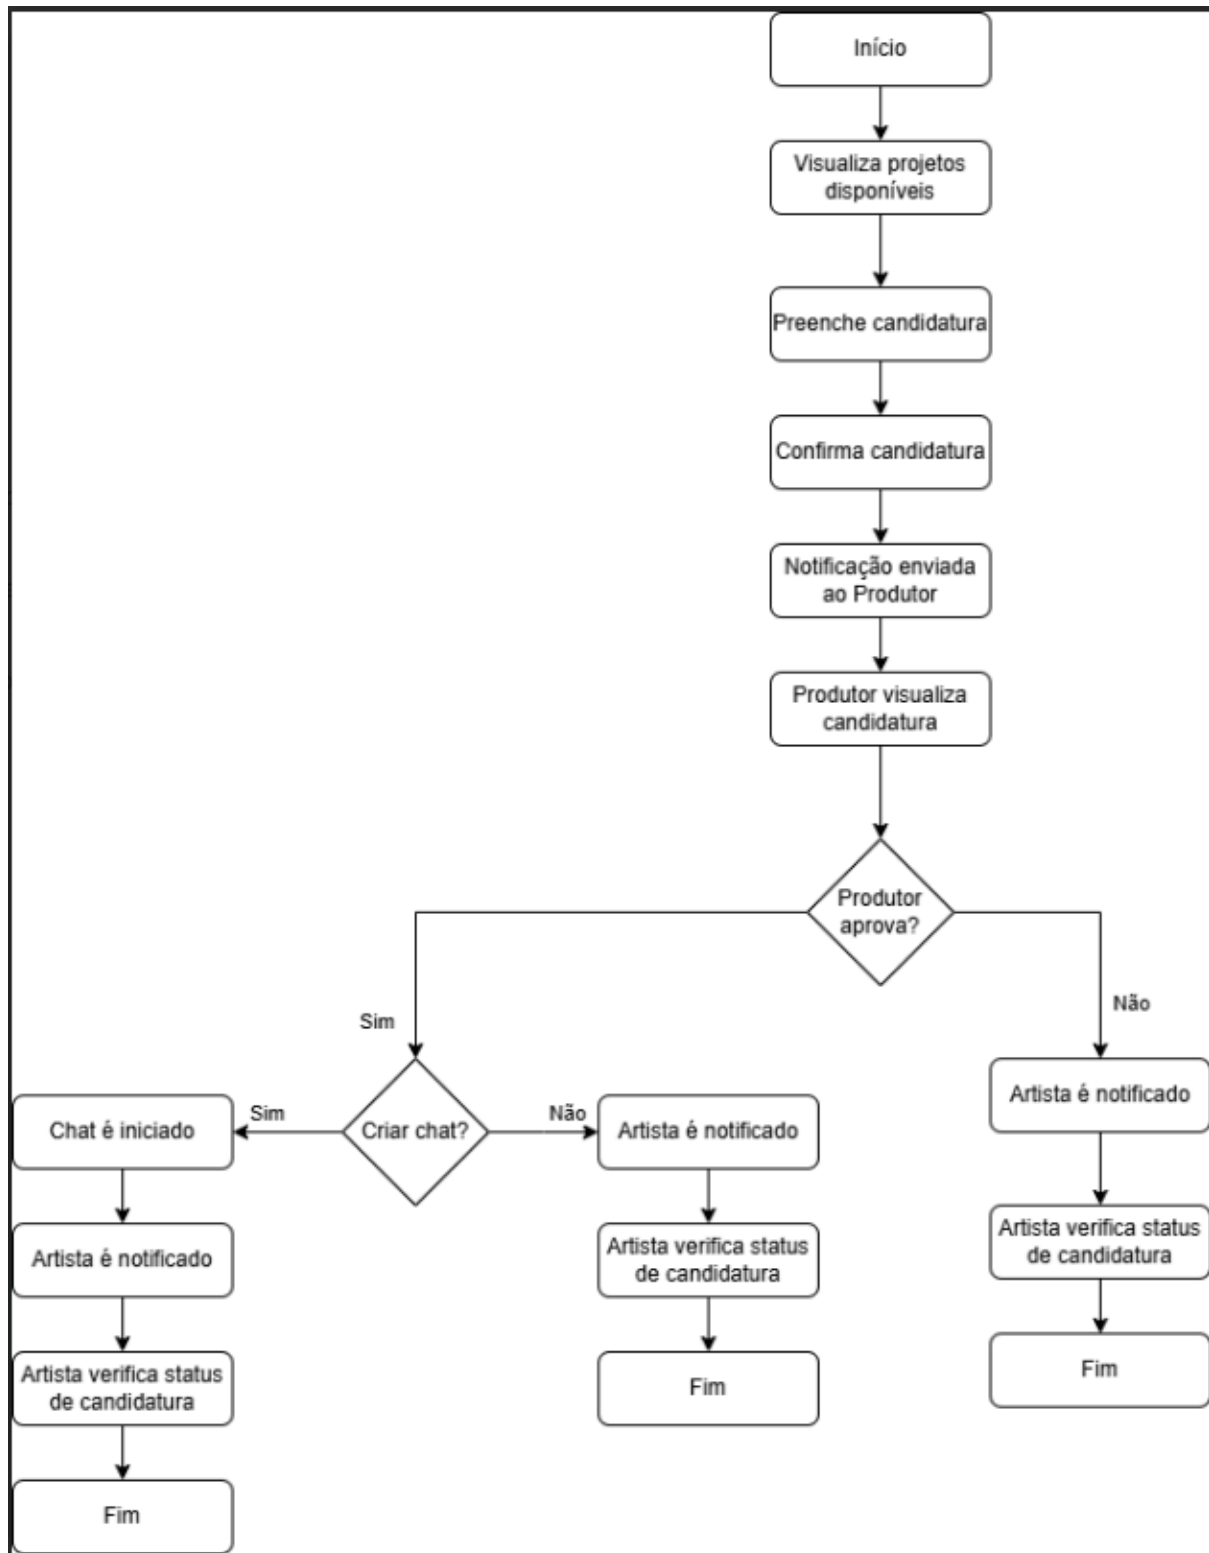 Início
Visualiza projetos
disponíveis
Preenche candidatura
Confirma candidatura
Notificação enviada
ao Produtor
Produtor visualiza
candidatura
Produtor
aprova?
Sim
Não
Criar chat?
Sim
Não
Chat é iniciado
Artista é notificado
Artista verifica status
de candidatura
Fim
Artista é notificado
Artista verifica status
de candidatura
Fim
Artista é notificado
Artista verifica status
de candidatura
Fim